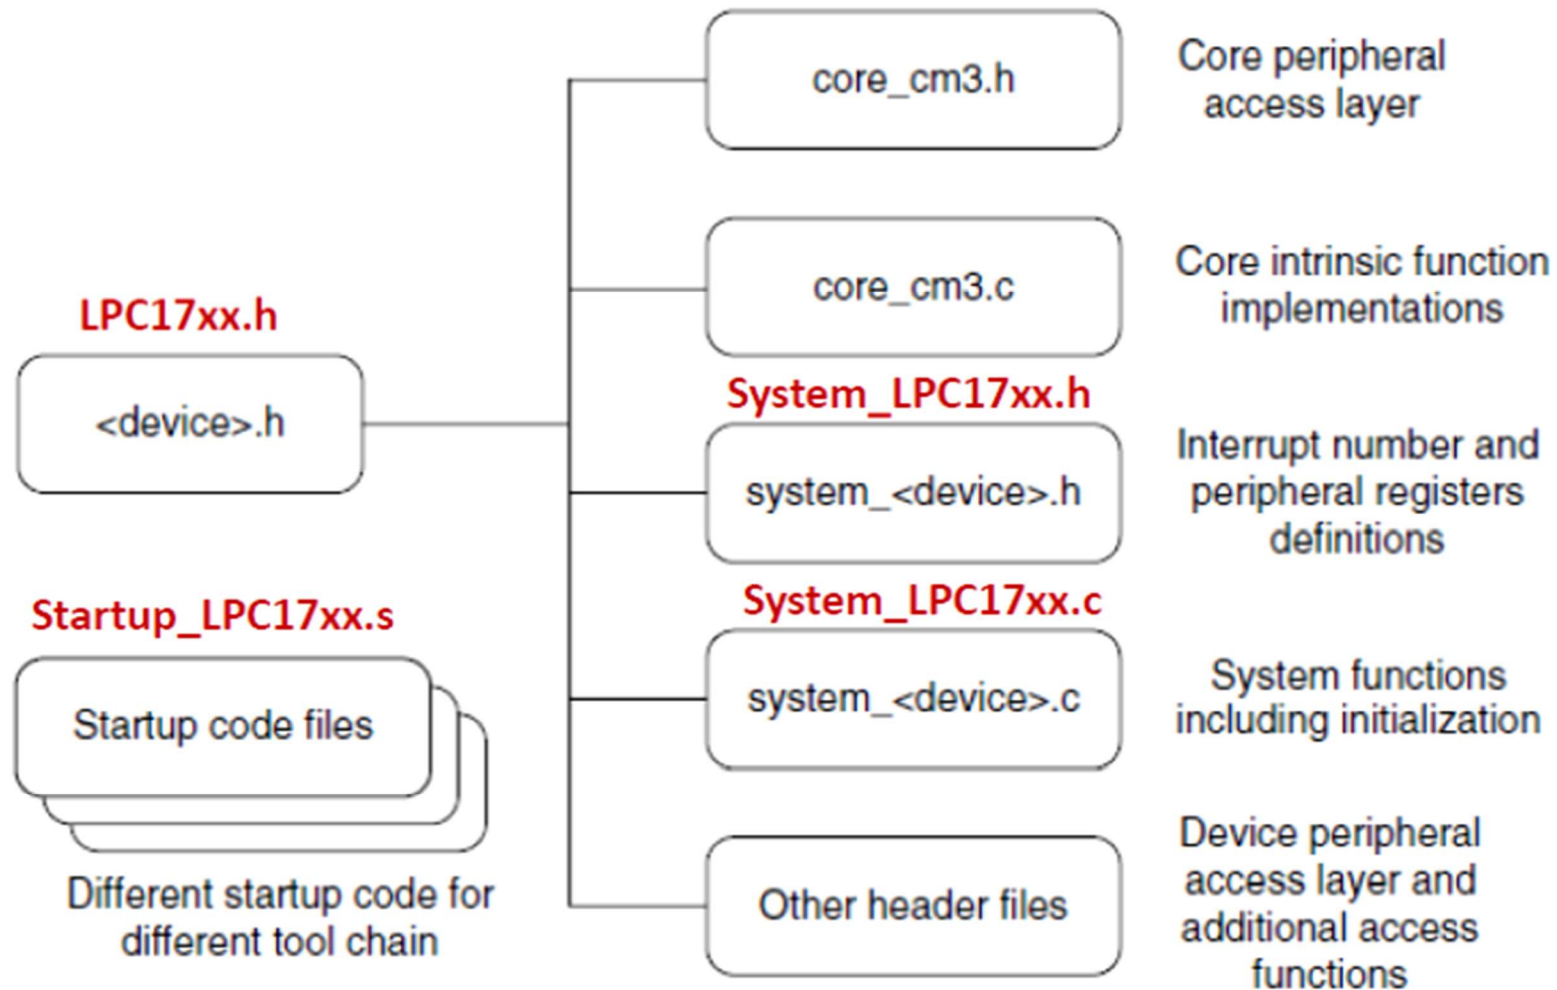 core_cm3.h
Core peripheral
access layer
core_cm3.c
Core intrinsic function
implementations
LPC17xx.h
<device>.h
System_LPC17xx.h
system_<device>.h
Interrupt number and
peripheral registers
definitions
Startup_LPC17xx.s
Startup code files
Different startup code for
different tool chain
System_LPC17xx.c
system_<device>.c
System functions
including initialization
Other header files
Device peripheral
access layer and
additional access
functions